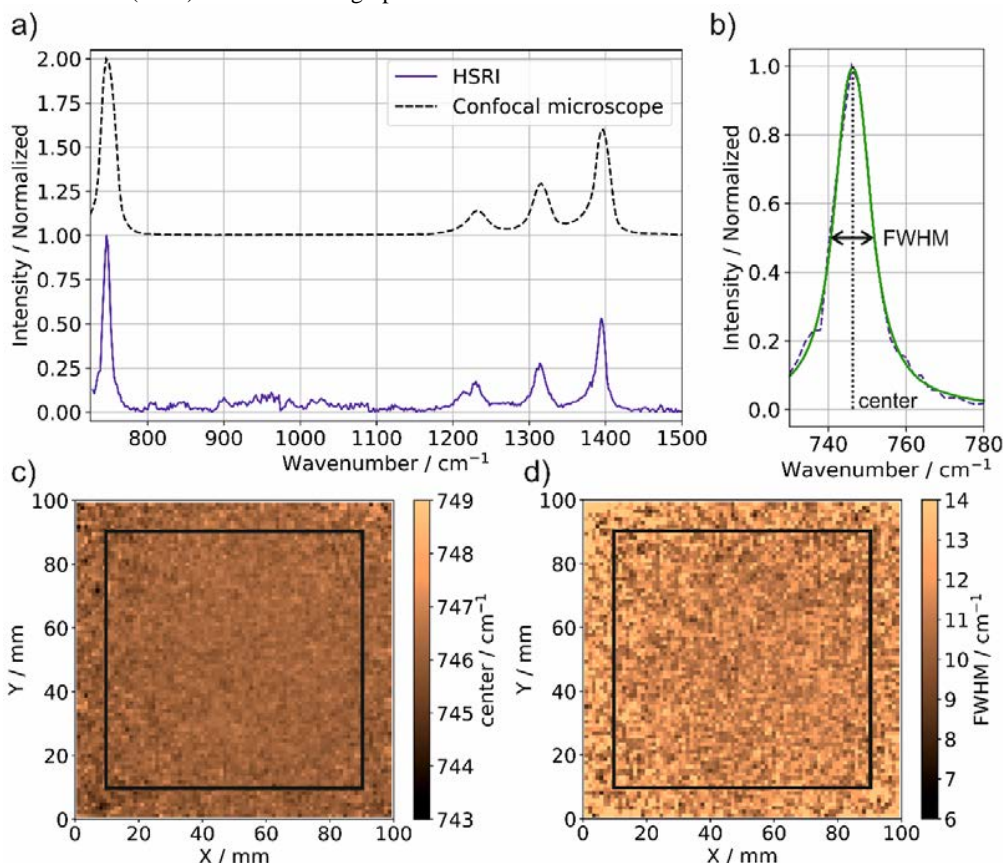 a)
2.00
1.75
1.50
1.25
1.00
0.75
0.50
0.25
0.00
Intensity / Normalized
HSRI
Confocal microscope
800 900 1000 1100 1200 1300 1400 1500
Wavenumber / cm⁻¹
b)
1.0
0.8
0.6
0.4
0.2
0.0
Intensity / Normalized
FWHM
center
740 760 780
Wavenumber / cm⁻¹
c)
100
80
60
40
20
0
Y / mm
0 20 40 60 80 100
X / mm
749
748
747
746
745
744
743
center / cm⁻¹
d)
100
80
60
40
20
0
Y / mm
0 20 40 60 80 100
X / mm
14
13
12
11
10
9
8
7
6
FWHM / cm⁻¹